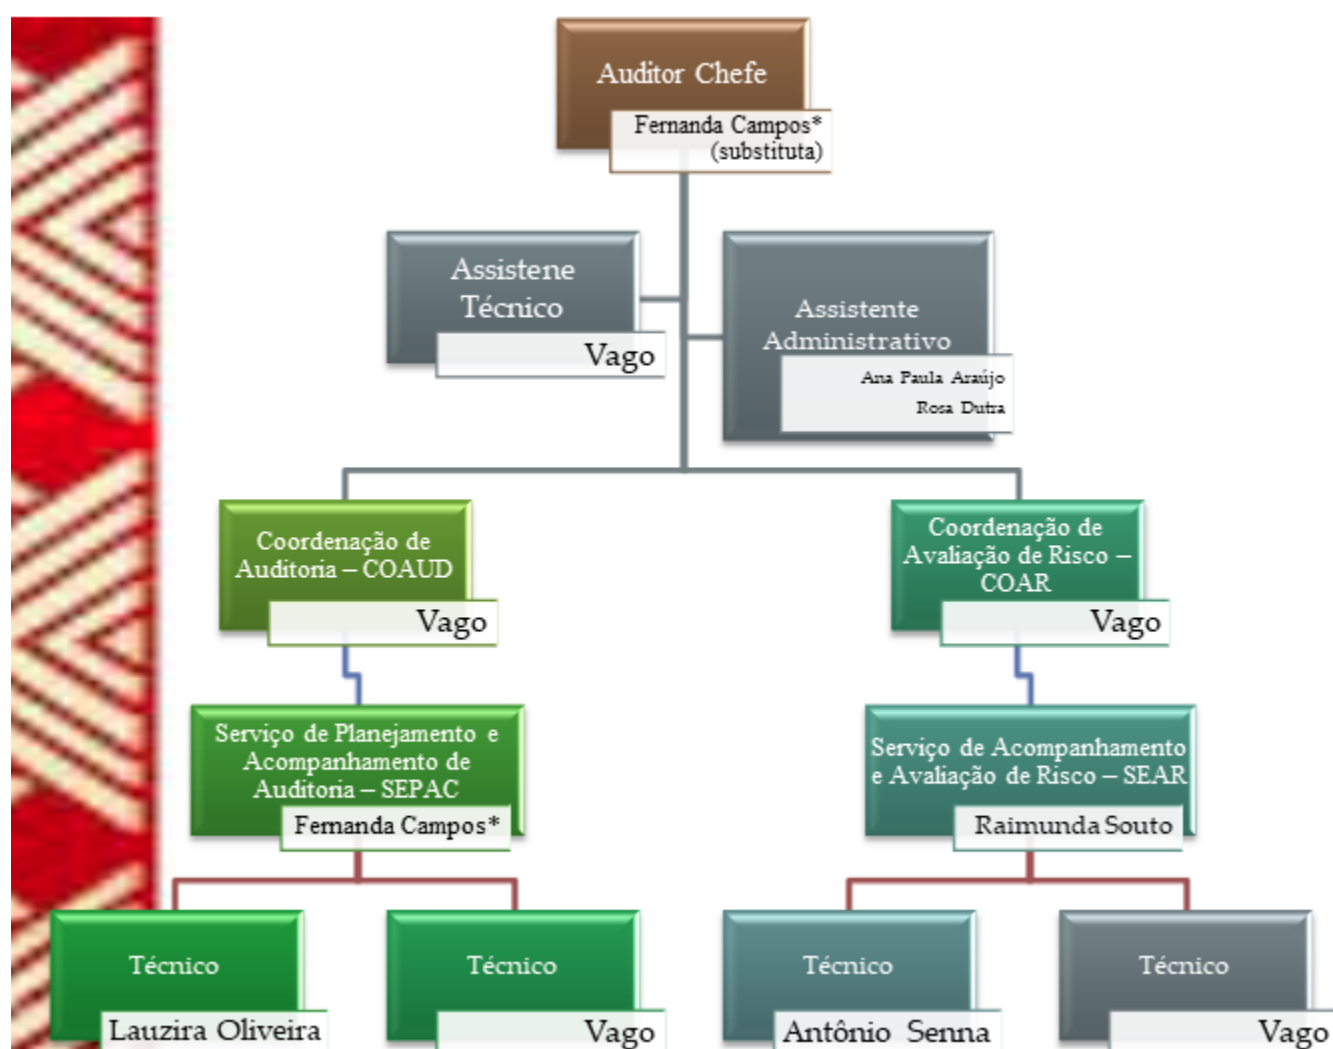 Auditor Chefe
Fernanda Campos*
(substituta)
Assistene
Técnico
Vago
Assistente
Administrativo
Ana Paula Araújo
Rosa Dutra
Coordenação de
Auditoria – COAUD
Vago
Coordenação de
Avaliação de Risco –
COAR
Vago
Serviço de Planejamento e
Acompanhamento de
Auditoria – SEPAC
Fernanda Campos*
Serviço de Acompanhamento
e Avaliação de Risco – SEAR
Raimunda Souto
Técnico
Lauzira Oliveira
Técnico
Vago
Técnico
Antônio Senna
Técnico
Vago